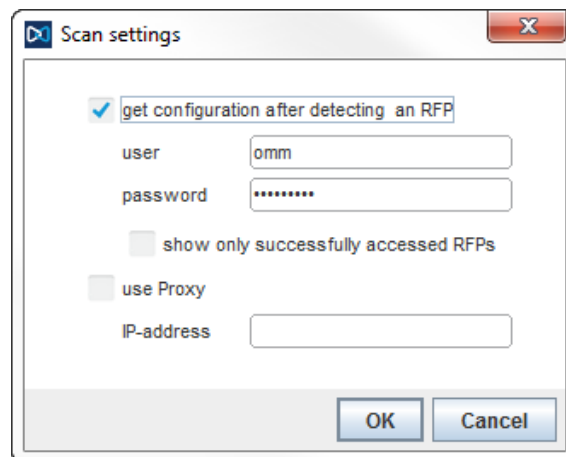 Scan settings
get configuration after detecting an RFP
user omm
password •••••••••
show only successfully accessed RFPs
use Proxy
IP-address
OK Cancel